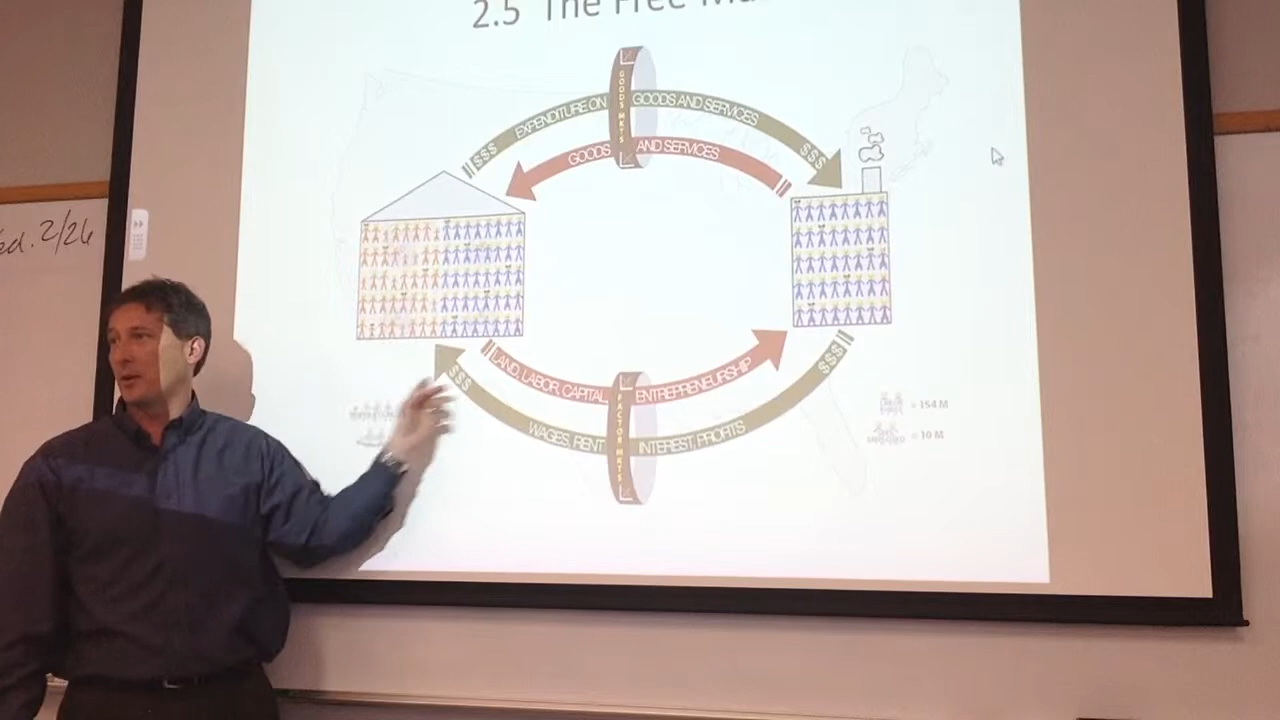 2.5 The Free
GOODS MKTS
EXPENDITURE ON GOODS AND SERVICES
$$$ $$$
GOODS AND SERVICES
ed. 2/26
LAND, LABOR, CAPITAL ENTREPRENEURSHIP
$$$ $$$
FACTOR MKTS
WAGES, RENT INTEREST, PROFITS
= 154 M
= 10 M